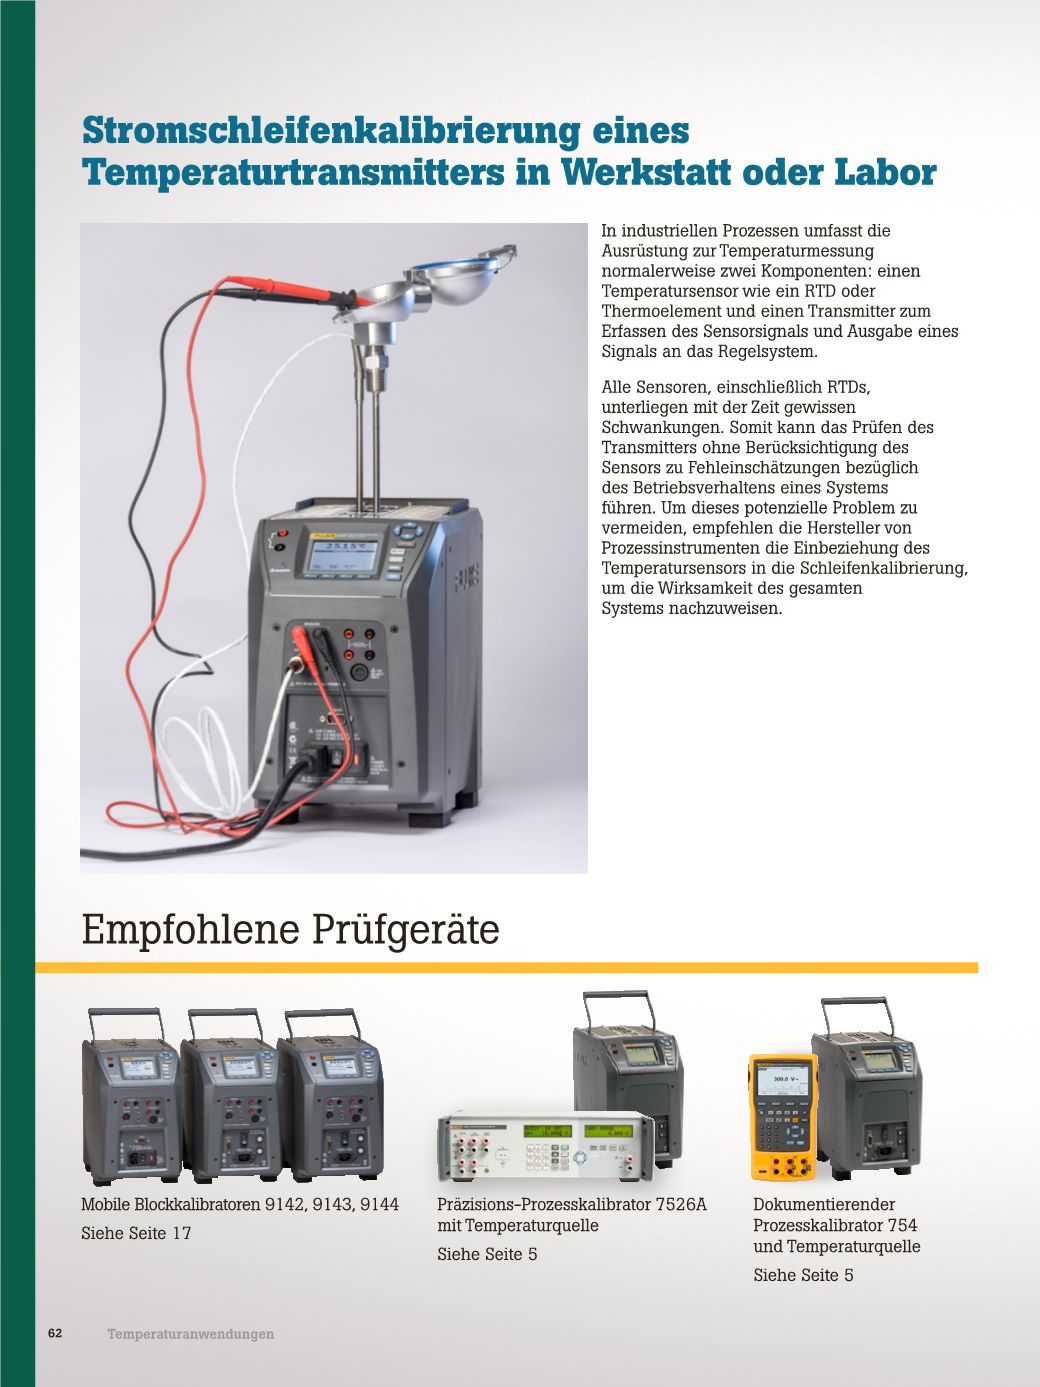 Stromschleifenkalibrierung eines
Temperaturtransmitters in Werkstatt oder Labor
In industriellen Prozessen umfasst die
Ausrüstung zur Temperaturmessung
normalerweise zwei Komponenten: einen
Temperatursensor wie ein RTD oder
Thermoelement und einen Transmitter zum
Erfassen des Sensorsignals und Ausgabe eines
Signals an das Regelsystem.
Alle Sensoren, einschließlich RTDs,
unterliegen mit der Zeit gewissen
Schwankungen. Somit kann das Prüfen des
Transmitters ohne Berücksichtigung des
Sensors zu Fehleinschätzungen bezüglich
des Betriebsverhaltens eines Systems
führen. Um dieses potenzielle Problem zu
vermeiden, empfehlen die Hersteller von
Prozessinstrumenten die Einbeziehung des
Temperatursensors in die Schleifenkalibrierung,
um die Wirksamkeit des gesamten
Systems nachzuweisen.
FLUKE
25.15 °C
Empfohlene Prüfgeräte
300.0 V
Mobile Blockkalibratoren 9142, 9143, 9144
Siehe Seite 17
Präzisions-Prozesskalibrator 7526A
mit Temperaturquelle
Siehe Seite 5
Dokumentierender
Prozesskalibrator 754
und Temperaturquelle
Siehe Seite 5
62 Temperaturanwendungen